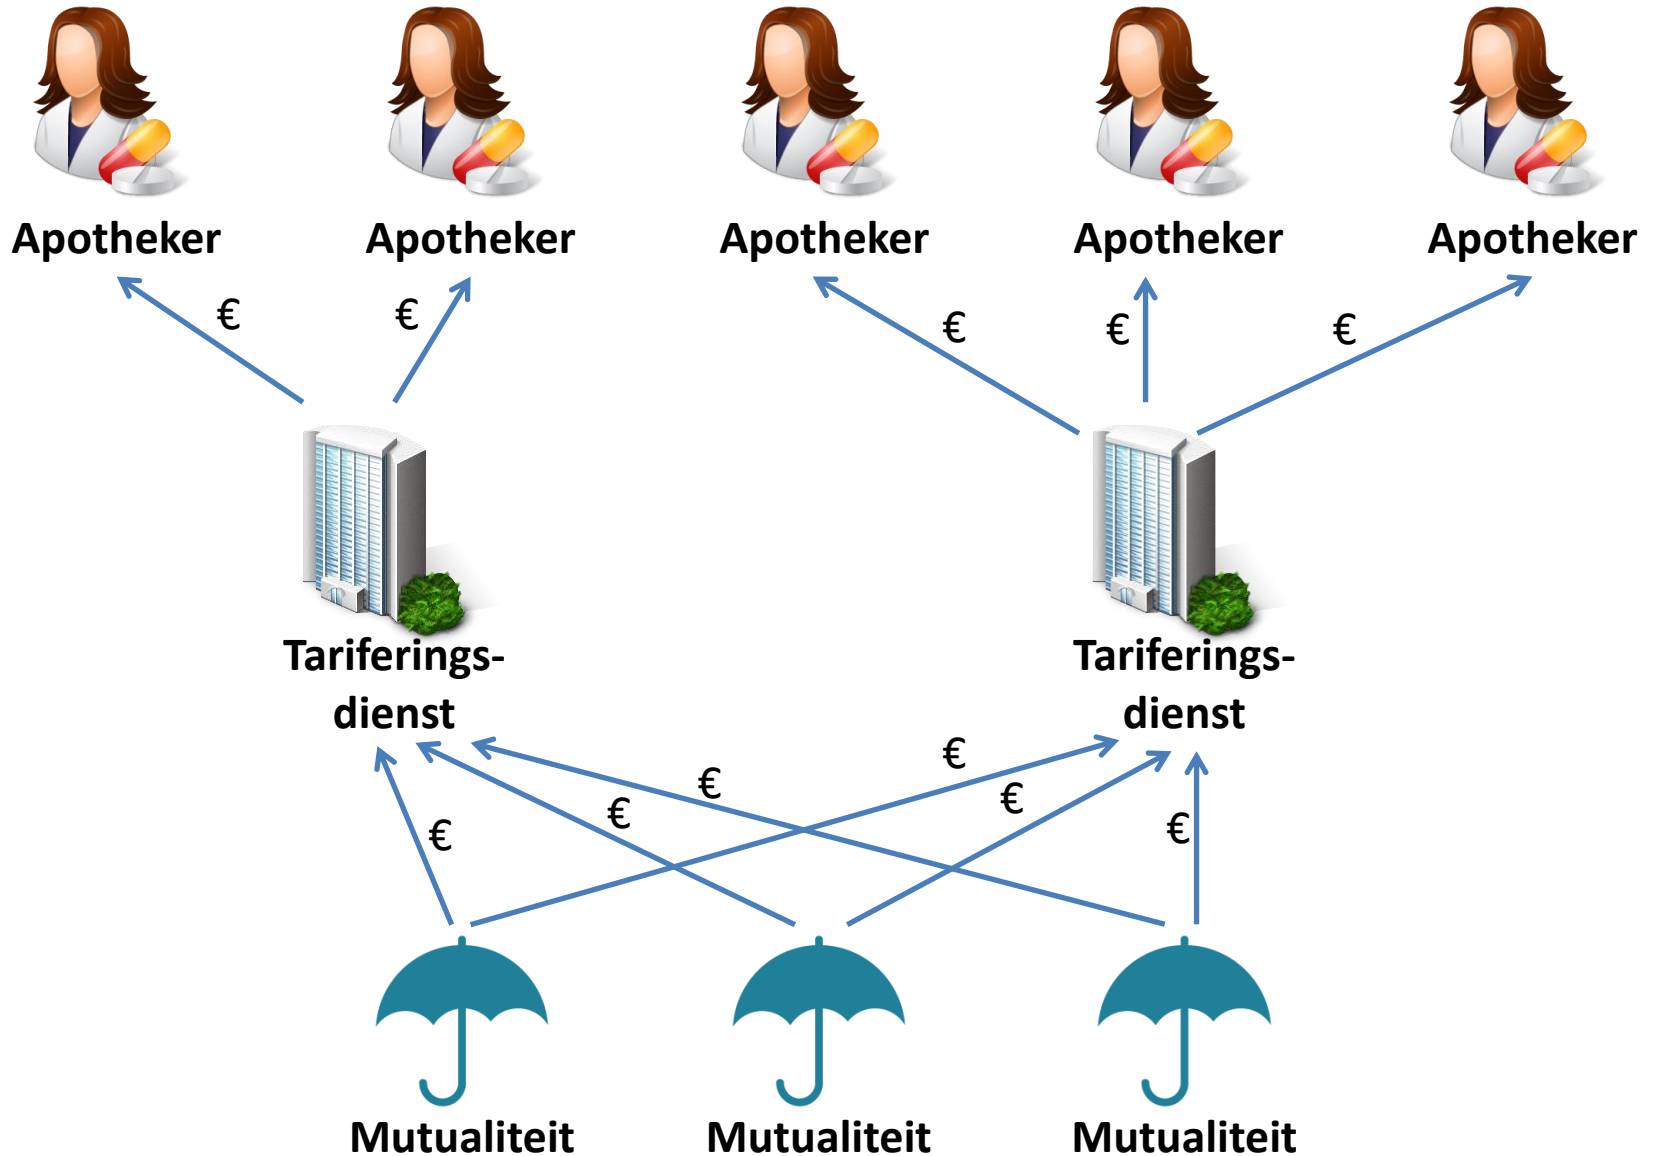 Apotheker
Apotheker
Apotheker
Apotheker
Apotheker
€
€
€
€
€
Tariferings-
dienst
Tariferings-
dienst
€
€
€
€
€
€
Mutualiteit
Mutualiteit
Mutualiteit